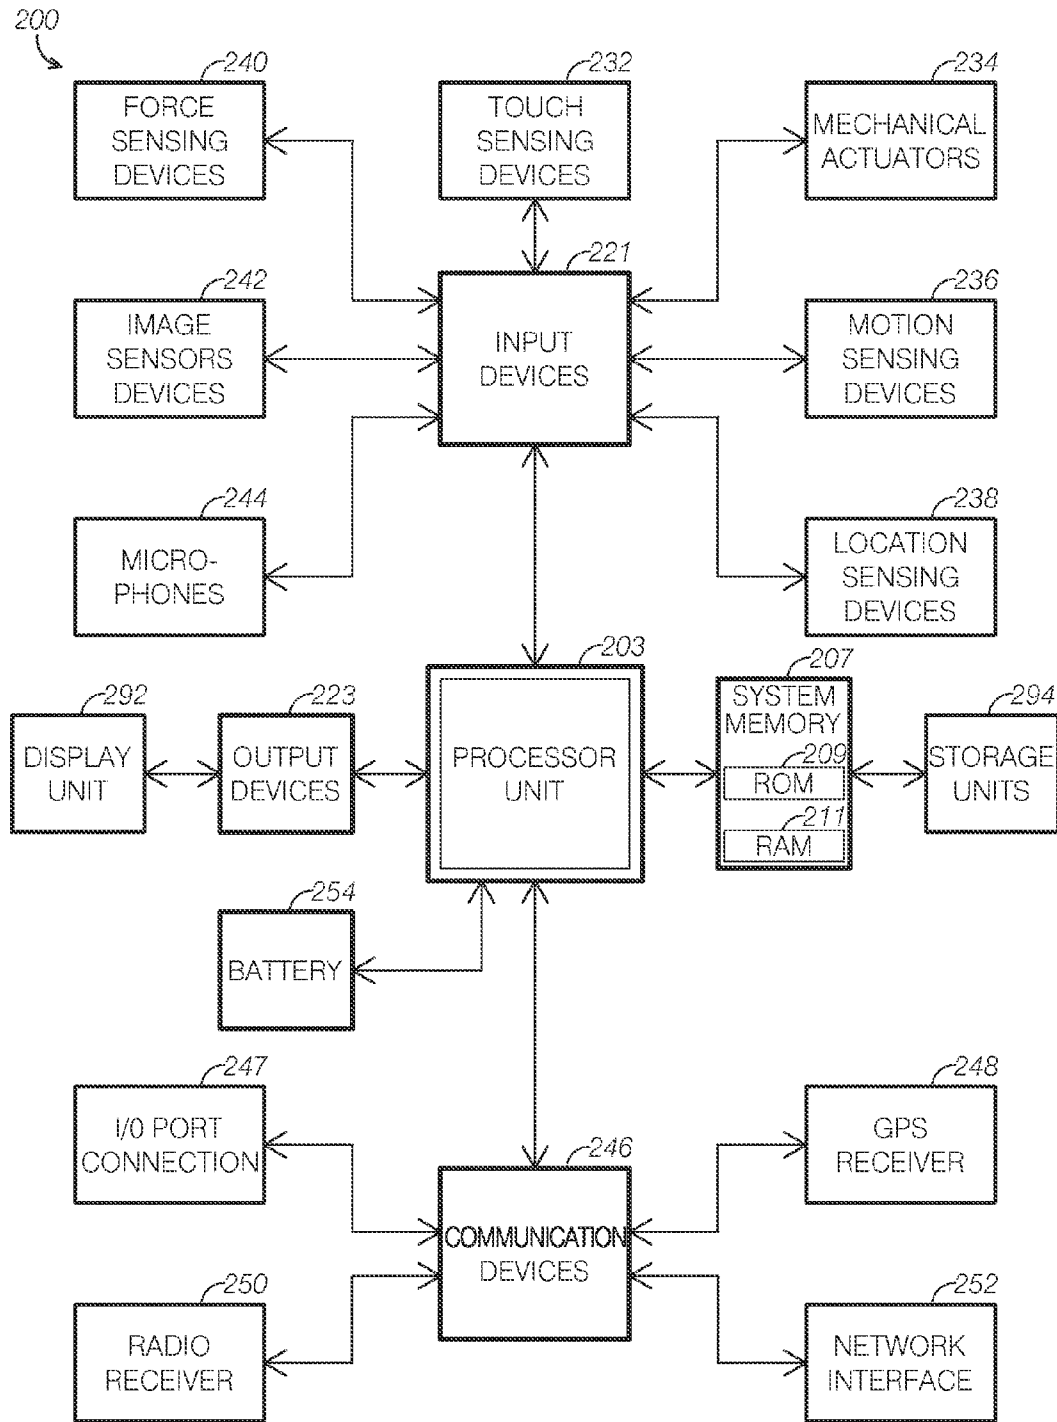 200
240
FORCE
SENSING
DEVICES
232
TOUCH
SENSING
DEVICES
234
MECHANICAL
ACTUATORS
221
INPUT
DEVICES
242
IMAGE
SENSORS
DEVICES
236
MOTION
SENSING
DEVICES
244
MICRO-
PHONES
238
LOCATION
SENSING
DEVICES
203
PROCESSOR
UNIT
207
SYSTEM
MEMORY
209
ROM
211
RAM
294
STORAGE
UNITS
292
DISPLAY
UNIT
223
OUTPUT
DEVICES
254
BATTERY
247
I/0 PORT
CONNECTION
248
GPS
RECEIVER
246
COMMUNICATION
DEVICES
250
RADIO
RECEIVER
252
NETWORK
INTERFACE